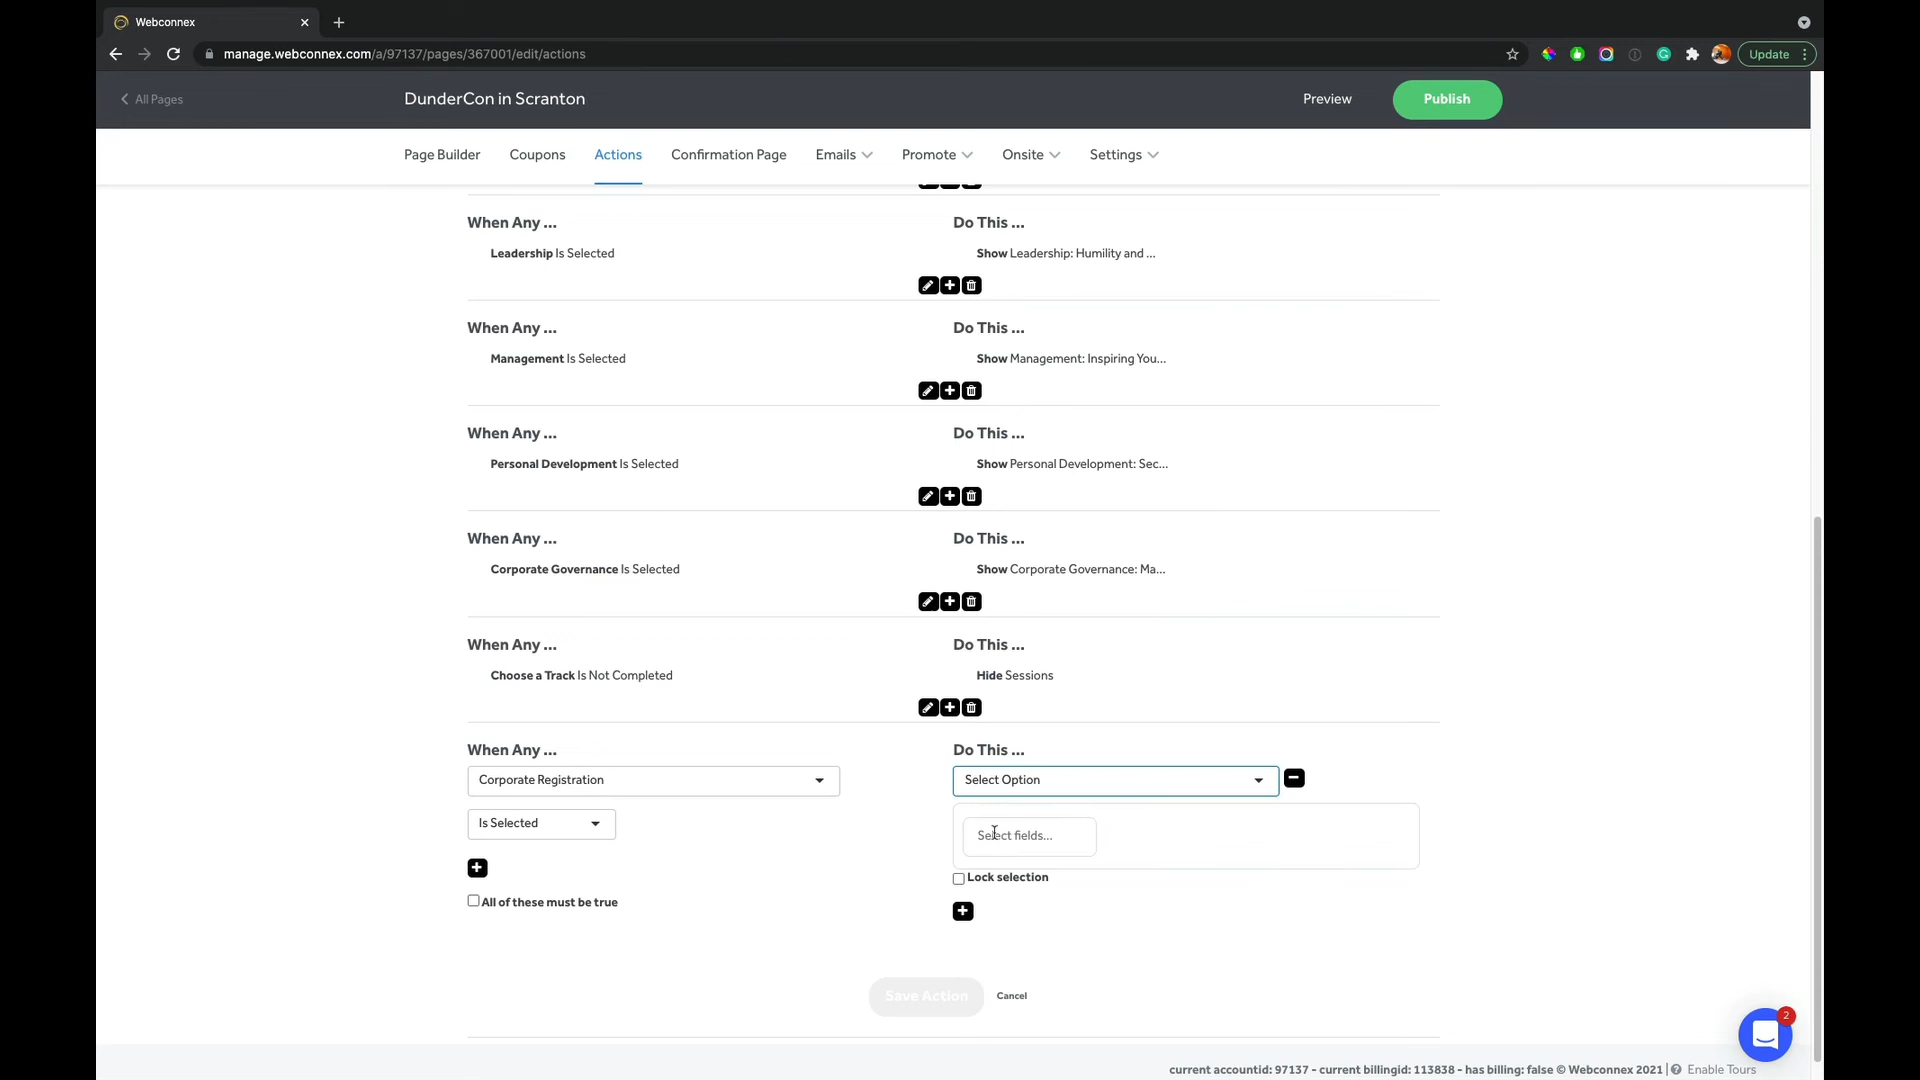 Webconnex
manage.webconnex.com/a/97137/pages/367001/edit/actions
Update
All Pages
DunderCon in Scranton
Preview
Publish
Page Builder
Coupons
Actions
Confirmation Page
Emails
Promote
Onsite
Settings
When Any ...
Do This ...
Leadership Is Selected
Show Leadership: Humility and ...
When Any ...
Do This ...
Management Is Selected
Show Management: Inspiring You...
When Any ...
Do This ...
Personal Development Is Selected
Show Personal Development: Sec...
When Any ...
Do This ...
Corporate Governance Is Selected
Show Corporate Governance: Ma...
When Any ...
Do This ...
Choose a Track Is Not Completed
Hide Sessions
When Any ...
Do This ...
Corporate Registration
Select Option
Is Selected
Select fields...
Lock selection
All of these must be true
Save Action
Cancel
2
current accountid: 97137 - current billingid: 113838 - has billing: false © Webconnex 2021 | Enable Tours